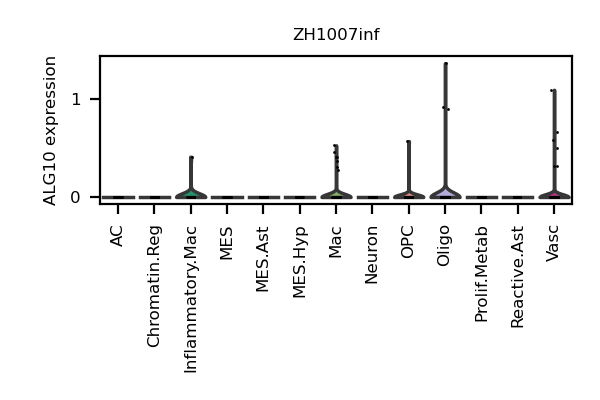 ZH1007inf
ALG10 expression
1
0
AC
Chromatin.Reg
Inflammatory.Mac
MES
MES.Ast
MES.Hyp
Mac
Neuron
OPC
Oligo
Prolif.Metab
Reactive.Ast
Vasc